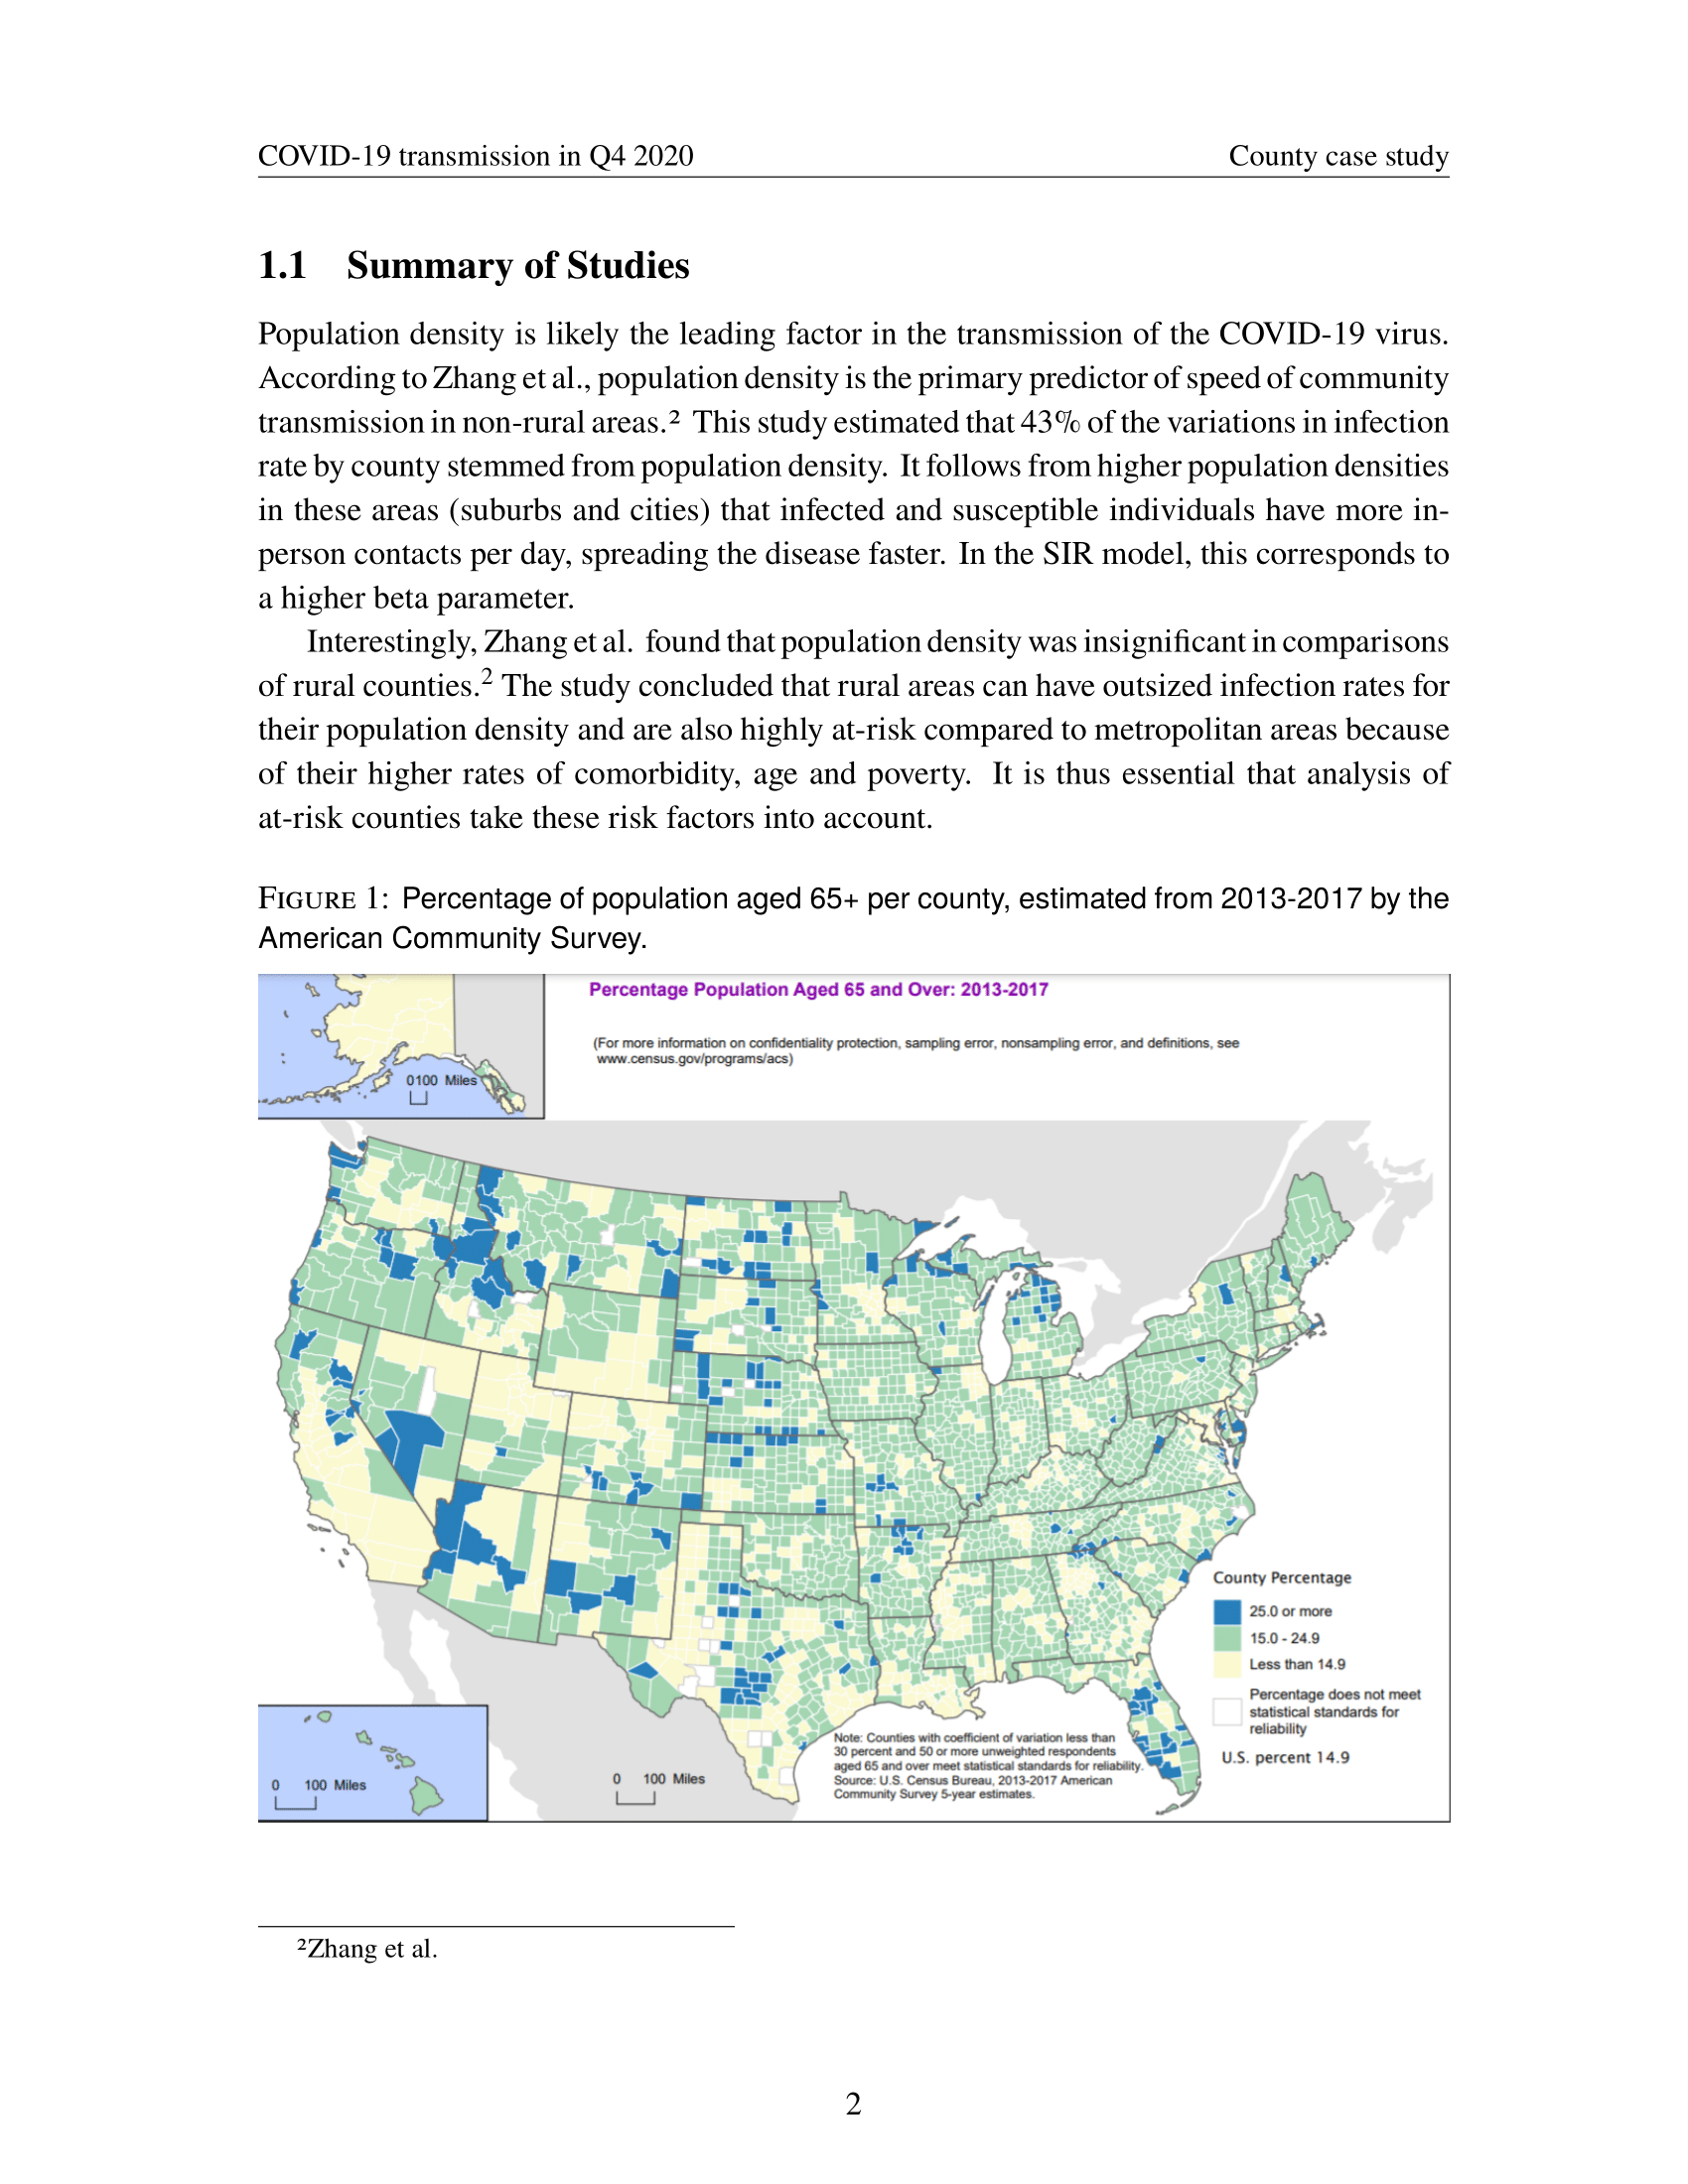 COVID-19 transmission in Q4 2020 County case study
1.1 Summary of Studies
Population density is likely the leading factor in the transmission of the COVID-19 virus.
According to Zhang et al., population density is the primary predictor of speed of community
transmission in non-rural areas.² This study estimated that 43% of the variations in infection
rate by county stemmed from population density. It follows from higher population densities
in these areas (suburbs and cities) that infected and susceptible individuals have more in-
person contacts per day, spreading the disease faster. In the SIR model, this corresponds to
a higher beta parameter.
Interestingly, Zhang et al. found that population density was insignificant in comparisons
of rural counties.² The study concluded that rural areas can have outsized infection rates for
their population density and are also highly at-risk compared to metropolitan areas because
of their higher rates of comorbidity, age and poverty. It is thus essential that analysis of
at-risk counties take these risk factors into account.
FIGURE 1: Percentage of population aged 65+ per county, estimated from 2013-2017 by the
American Community Survey.
Percentage Population Aged 65 and Over: 2013-2017
(For more information on confidentiality protection, sampling error, nonsampling error, and definitions, see
www.census.gov/programs/acs)
0100 Miles
County Percentage
25.0 or more
15.0 - 24.9
Less than 14.9
Percentage does not meet
statistical standards for
reliability
U.S. percent 14.9
Note: Counties with coefficient of variation less than
30 percent and 50 or more unweighted respondents
aged 65 and over meet statistical standards for reliability.
Source: U.S. Census Bureau, 2013-2017 American
Community Survey 5-year estimates.
0 100 Miles
0 100 Miles
²Zhang et al.
2